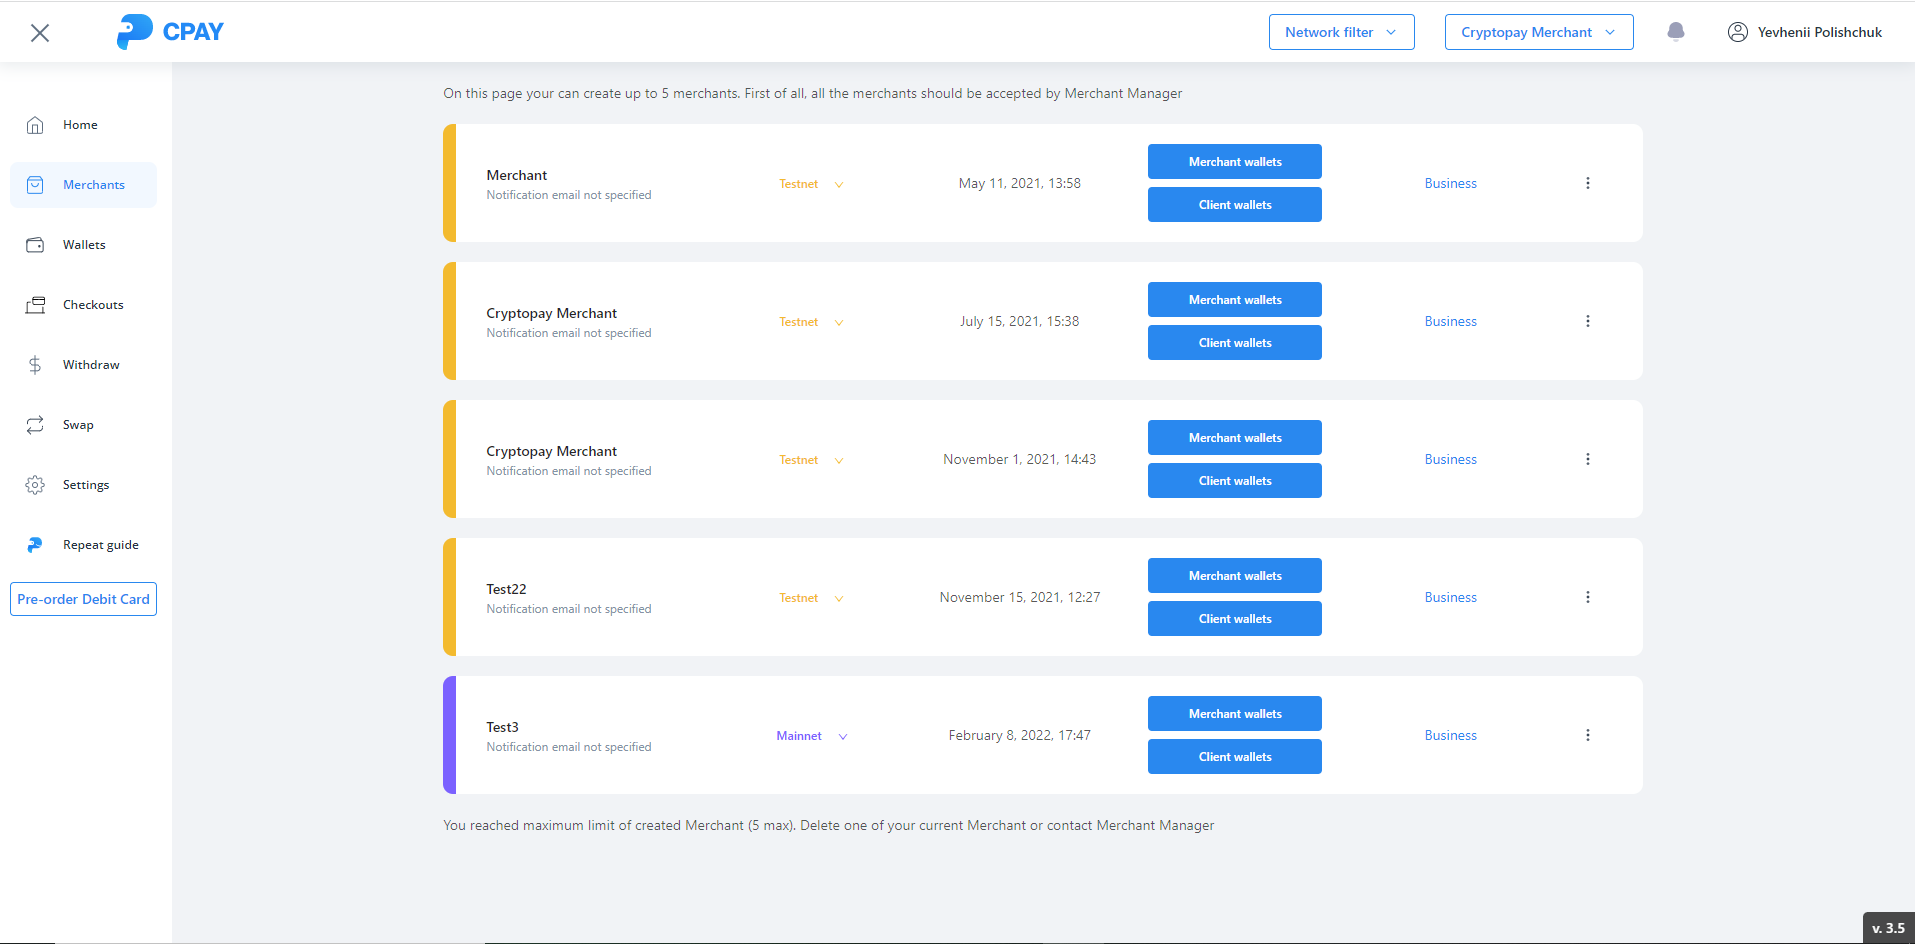 CPAY
Network filter
Cryptopay Merchant
Yevhenii Polishchuk
Home
Merchants
Wallets
Checkouts
Withdraw
Swap
Settings
Repeat guide
Pre-order Debit Card
On this page your can create up to 5 merchants. First of all, all the merchants should be accepted by Merchant Manager
Merchant
Notification email not specified
Testnet
May 11, 2021, 13:58
Merchant wallets
Client wallets
Business
Cryptopay Merchant
Notification email not specified
Testnet
July 15, 2021, 15:38
Merchant wallets
Client wallets
Business
Cryptopay Merchant
Notification email not specified
Testnet
November 1, 2021, 14:43
Merchant wallets
Client wallets
Business
Test22
Notification email not specified
Testnet
November 15, 2021, 12:27
Merchant wallets
Client wallets
Business
Test3
Notification email not specified
Mainnet
February 8, 2022, 17:47
Merchant wallets
Client wallets
Business
You reached maximum limit of created Merchant (5 max). Delete one of your current Merchant or contact Merchant Manager
v. 3.5